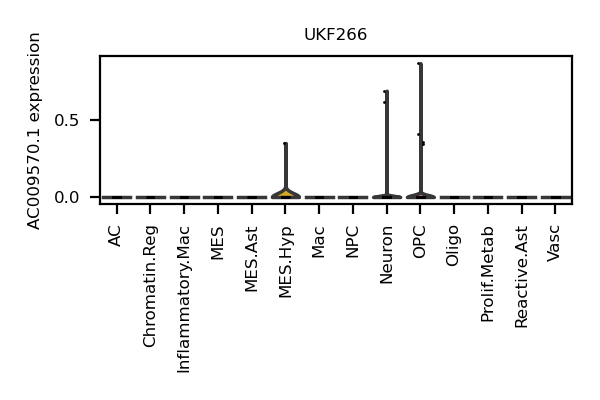 UKF266
AC009570.1 expression
0.5
0.0
AC
Chromatin.Reg
Inflammatory.Mac
MES
MES.Ast
MES.Hyp
Mac
NPC
Neuron
OPC
Oligo
Prolif.Metab
Reactive.Ast
Vasc